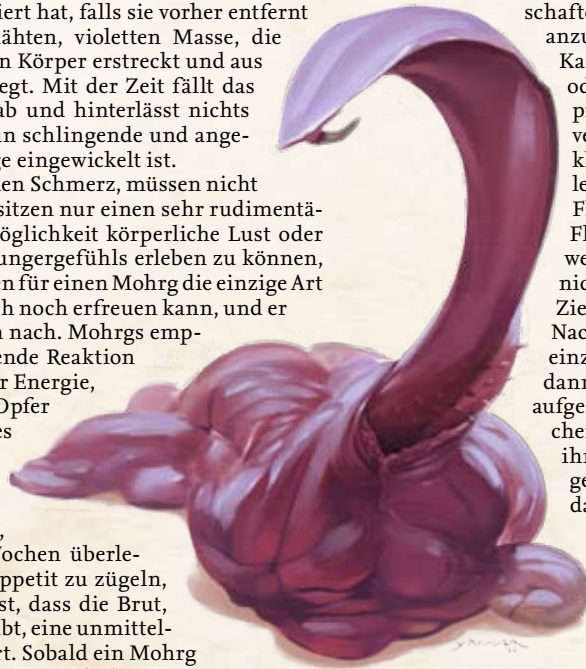 iert hat, falls sie vorher entfernt
ähten, violetten Masse, die
n Körper erstreckt und aus
egt. Mit der Zeit fällt das
ab und hinterlässt nichts
in schlingende und ange-
ge eingewickelt ist.
en Schmerz, müssen nicht
sitzen nur einen sehr rudimentä-
öglichkeit körperliche Lust oder
ungergefühls erleben zu können,
en für einen Mohrg die einzige Art
ch noch erfreuen kann, und er
n nach. Mohrgs emp-
ende Reaktion
r Energie,
Opfer
es
,
ochen überle-
ppetit zu zügeln,
st, dass die Brut,
bt, eine unmittel-
rt. Sobald ein Mohrg
schafte
anzu
Ka
od
p
ve
kl
le
F
Fl
we
nic
Zie
Nac
einz
dann
aufge
che
ih
ge
da